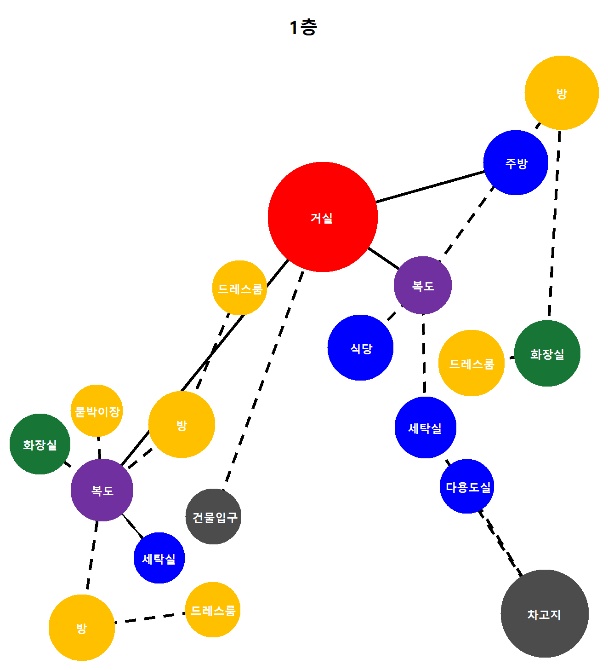 1층
방
주방
거실
복도
드레스룸
식당
화장실
드레스룸
붙박이장
방
세탁실
화장실
복도
다용도실
건물입구
세탁실
드레스룸
차고지
방